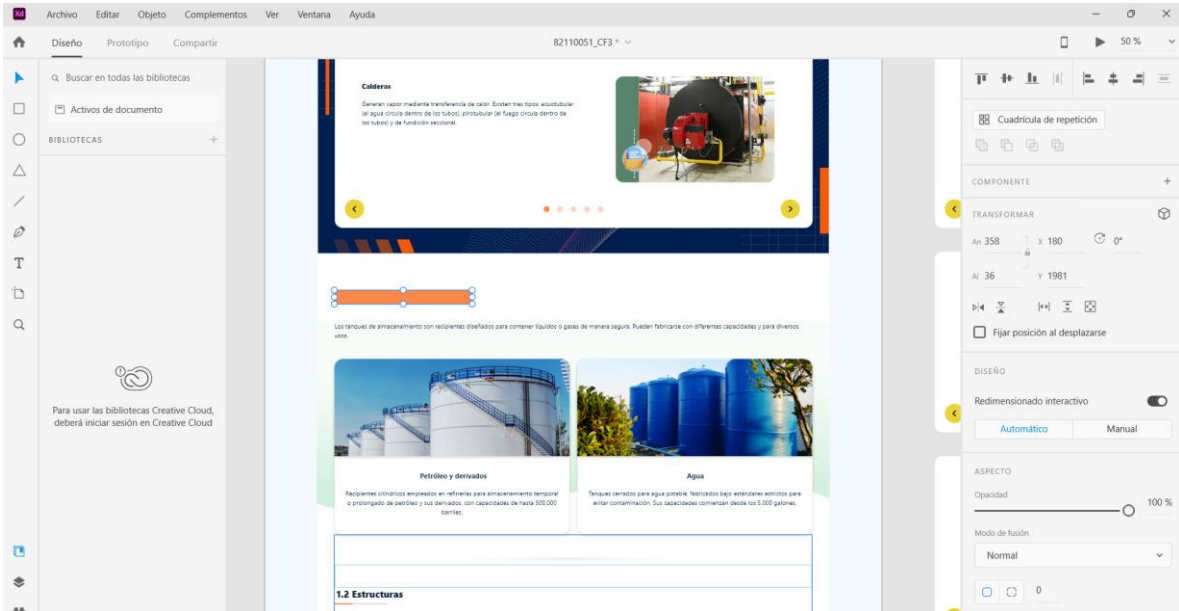 Xd Archivo Editar Objeto Complementos Ver Ventana Ayuda
Diseño Prototipo Compartir 82110051_CF3 * 50 %
Buscar en todas las bibliotecas
Activos de documento
BIBLIOTECAS +
Para usar las bibliotecas Creative Cloud,
deberá iniciar sesión en Creative Cloud
Calderas
Generan vapor mediante transferencia de calor. Existen tres tipos: acuotubular
(el agua circula dentro de los tubos), pirotubular (el fuego circula dentro de
los tubos) y de fundición seccional.
Los tanques de almacenamiento son recipientes diseñados para contener líquidos o gases de manera segura. Pueden fabricarse con diferentes capacidades y para diversos
usos.
Petróleo y derivados
Recipientes cilíndricos empleados en refinerías para almacenamiento temporal
o prolongado de petróleo y sus derivados, con capacidades de hasta 500.000
barriles.
Agua
Tanques cerrados para agua potable, fabricados bajo estándares estrictos para
evitar contaminación. Sus capacidades comienzan desde los 5.000 galones.
1.2 Estructuras
Cuadrícula de repetición
COMPONENTE +
TRANSFORMAR
An 358 X 180 0°
Al 36 Y 1981
Fijar posición al desplazarse
DISEÑO
Redimensionado interactivo
Automático Manual
ASPECTO
Opacidad
100 %
Modo de fusión
Normal
0